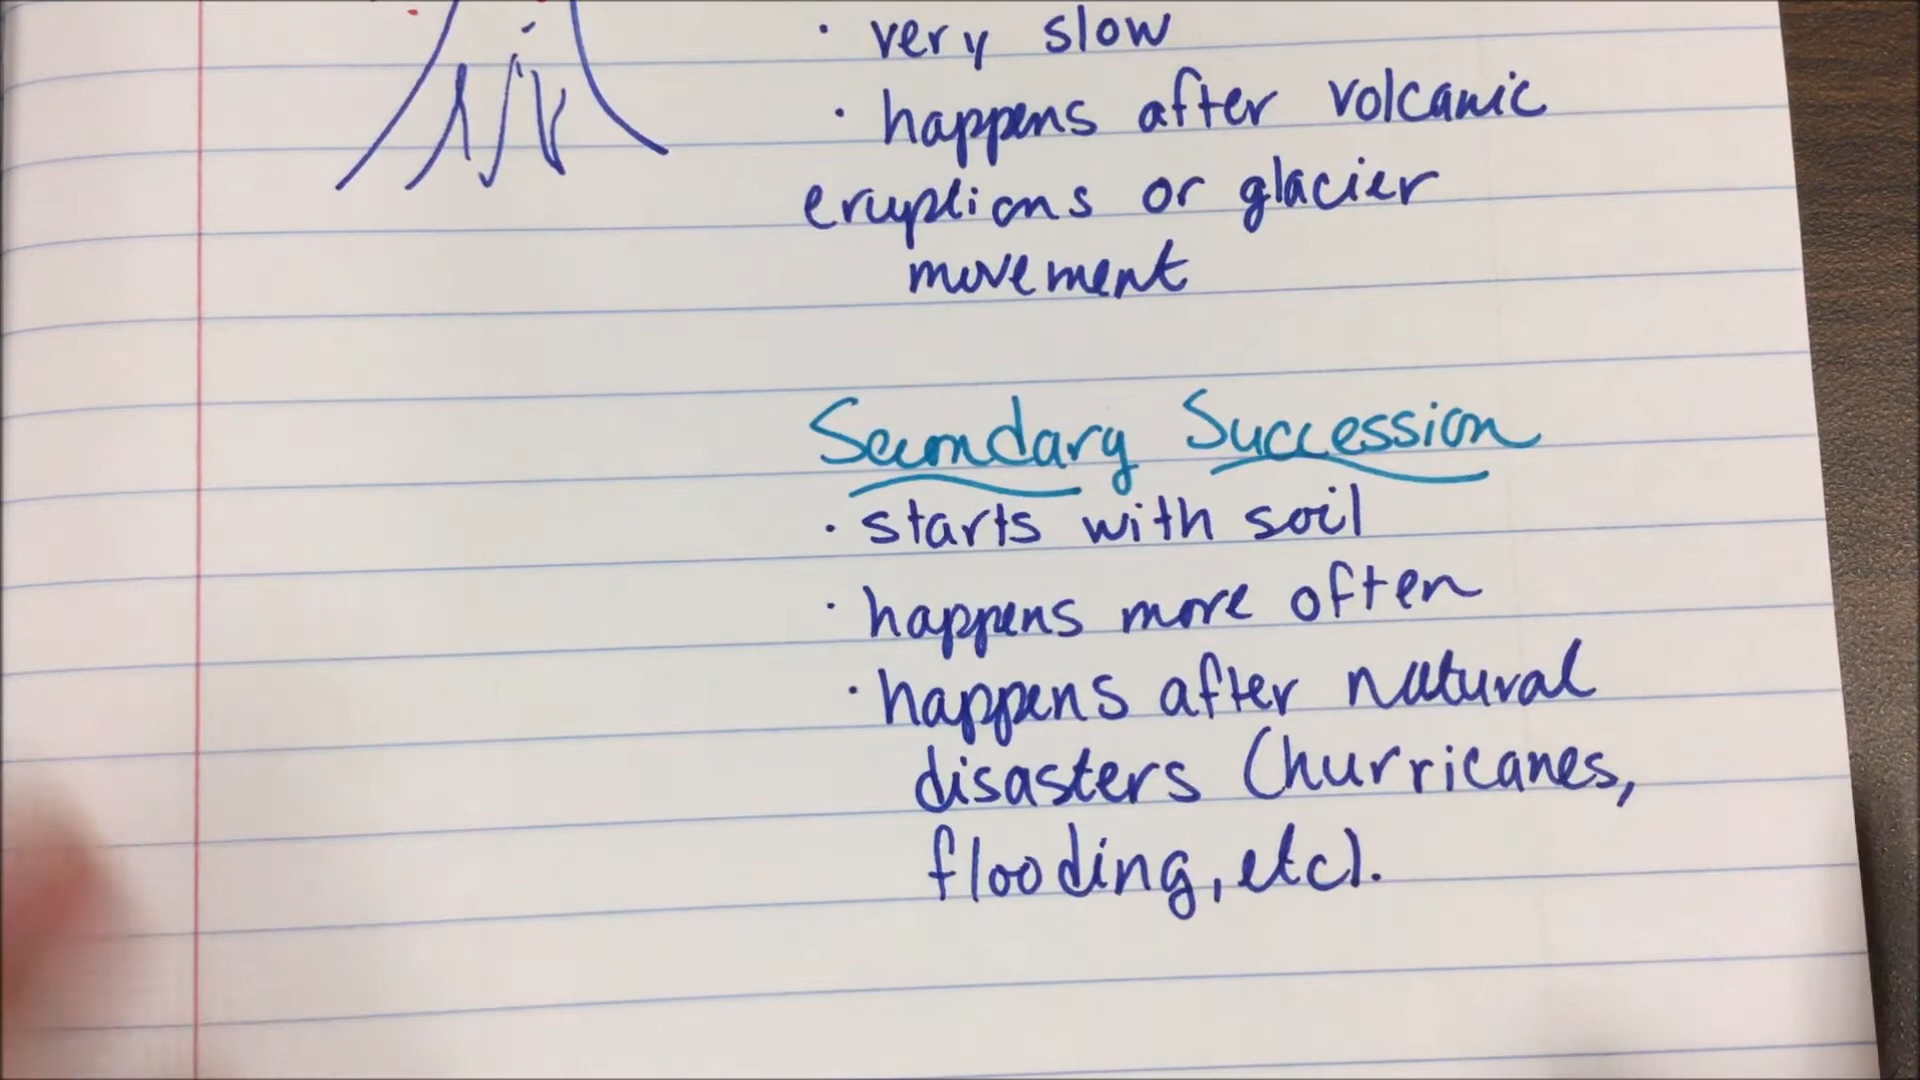 · very slow
· happens after volcanic
eruptions or glacier
movement
Secondary Succession
· starts with soil
· happens more often
· happens after natural
disasters (hurricanes,
flooding, etc).